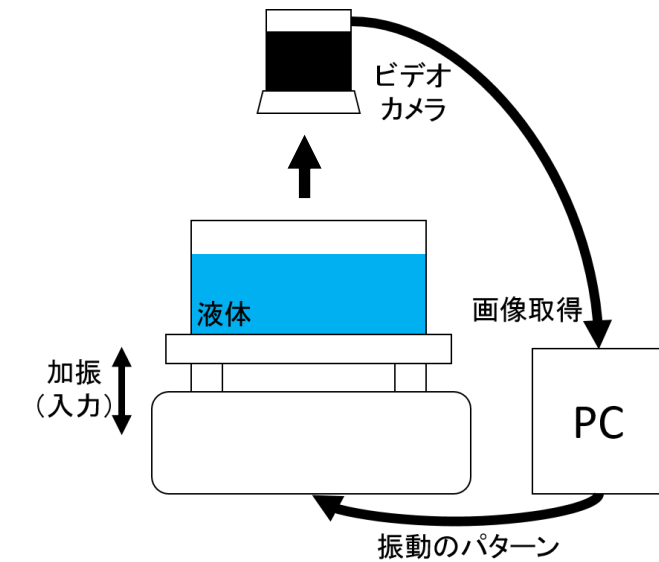 ビデオ
カメラ
液体
画像取得
加振
（入力）
PC
振動のパターン